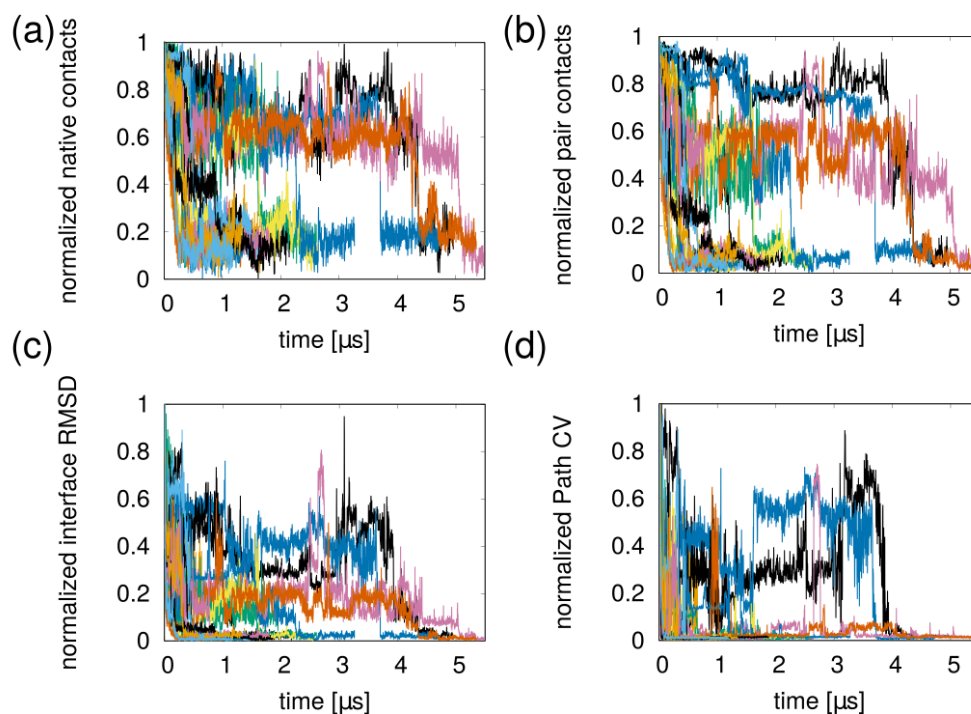 (a)
normalized native contacts
1
0.8
0.6
0.4
0.2
0
0 1 2 3 4 5
time [μs]
(b)
normalized pair contacts
1
0.8
0.6
0.4
0.2
0
0 1 2 3 4 5
time [μs]
(c)
normalized interface RMSD
1
0.8
0.6
0.4
0.2
0
0 1 2 3 4 5
time [μs]
(d)
normalized Path CV
1
0.8
0.6
0.4
0.2
0
0 1 2 3 4 5
time [μs]